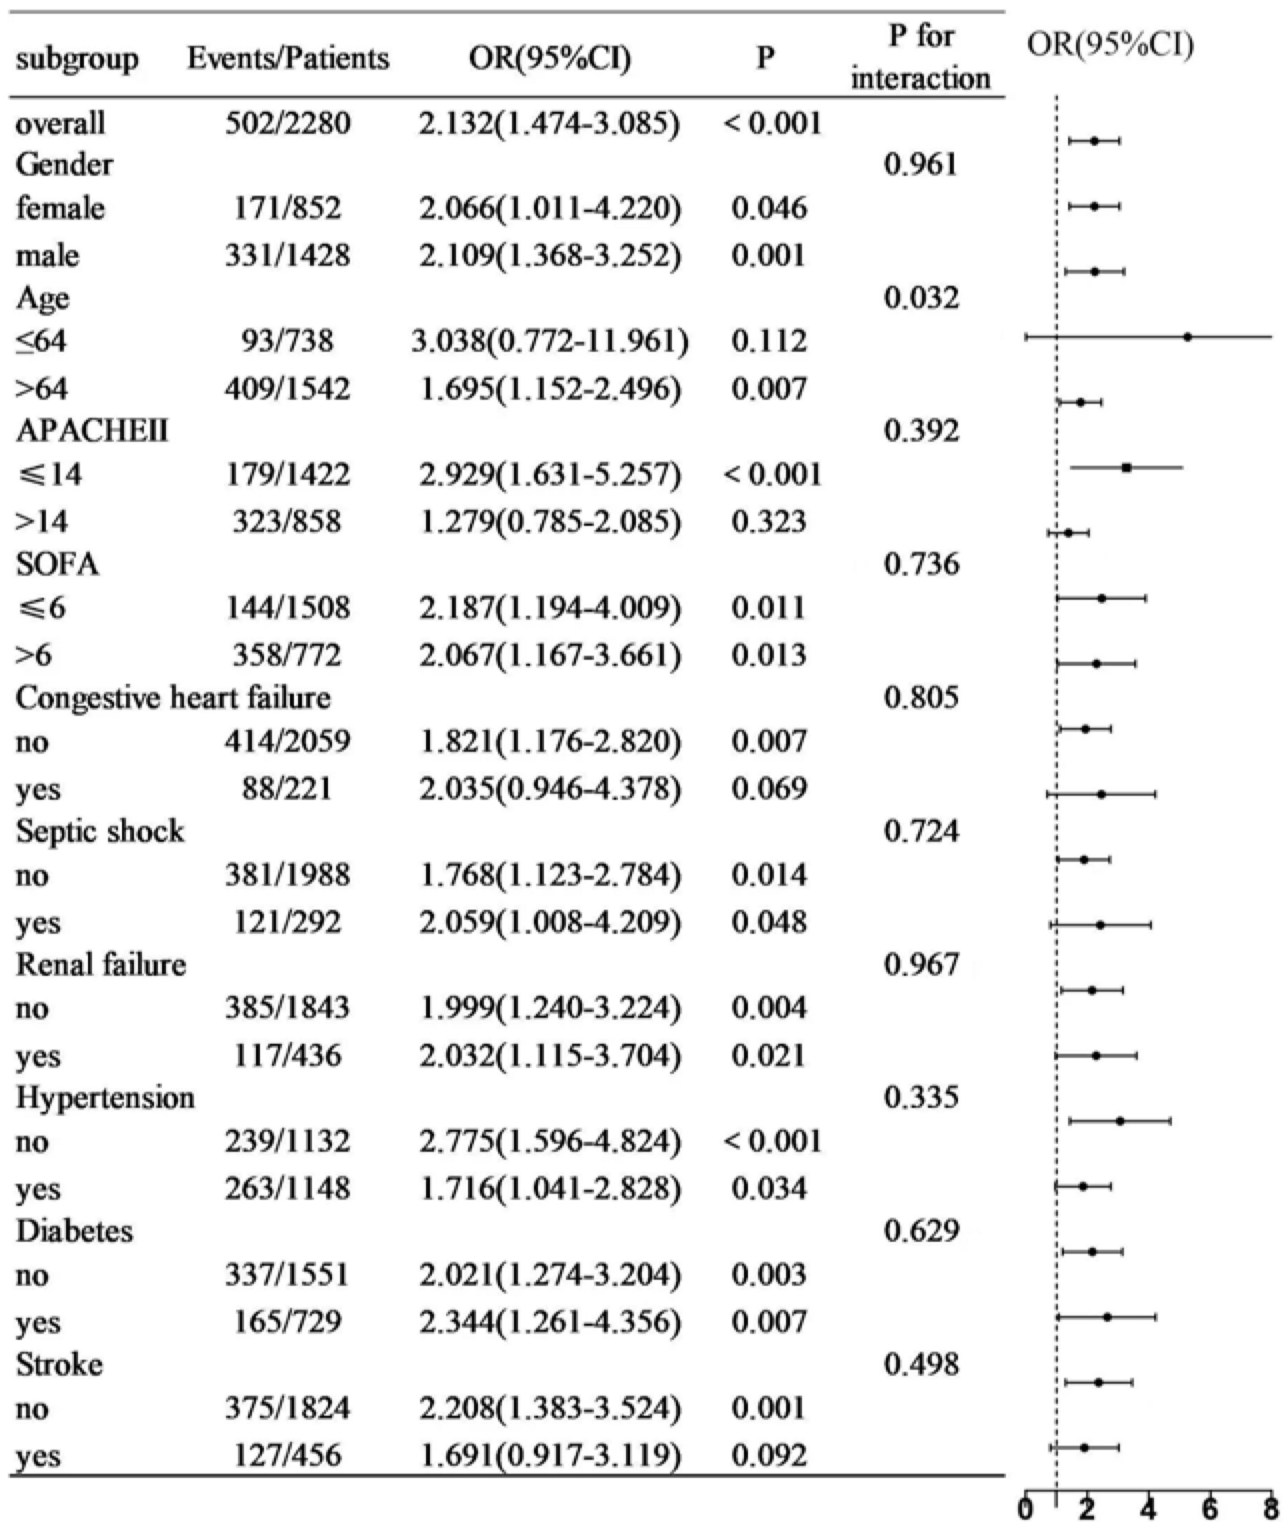 subgroup Events/Patients OR(95%CI) P P for interaction OR(95%CI)
overall 502/2280 2.132(1.474-3.085) < 0.001
Gender 0.961
female 171/852 2.066(1.011-4.220) 0.046
male 331/1428 2.109(1.368-3.252) 0.001
Age 0.032
≤64 93/738 3.038(0.772-11.961) 0.112
>64 409/1542 1.695(1.152-2.496) 0.007
APACHEII 0.392
⩽14 179/1422 2.929(1.631-5.257) < 0.001
>14 323/858 1.279(0.785-2.085) 0.323
SOFA 0.736
⩽6 144/1508 2.187(1.194-4.009) 0.011
>6 358/772 2.067(1.167-3.661) 0.013
Congestive heart failure 0.805
no 414/2059 1.821(1.176-2.820) 0.007
yes 88/221 2.035(0.946-4.378) 0.069
Septic shock 0.724
no 381/1988 1.768(1.123-2.784) 0.014
yes 121/292 2.059(1.008-4.209) 0.048
Renal failure 0.967
no 385/1843 1.999(1.240-3.224) 0.004
yes 117/436 2.032(1.115-3.704) 0.021
Hypertension 0.335
no 239/1132 2.775(1.596-4.824) < 0.001
yes 263/1148 1.716(1.041-2.828) 0.034
Diabetes 0.629
no 337/1551 2.021(1.274-3.204) 0.003
yes 165/729 2.344(1.261-4.356) 0.007
Stroke 0.498
no 375/1824 2.208(1.383-3.524) 0.001
yes 127/456 1.691(0.917-3.119) 0.092
0 2 4 6 8